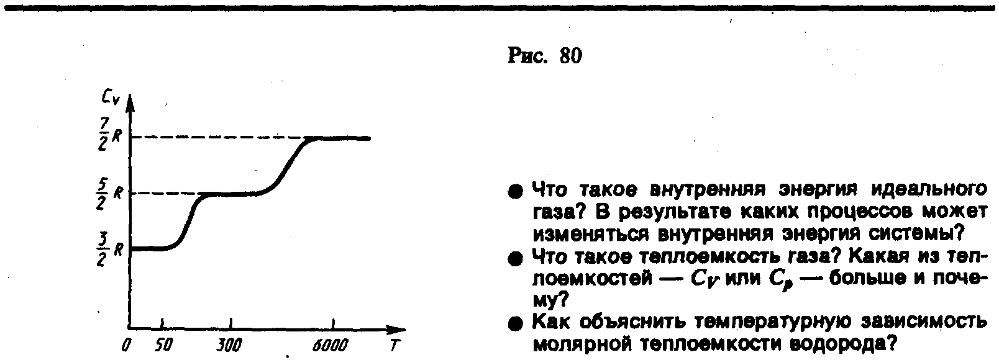 Рис. 80
C_V
7/2 R
5/2 R
3/2 R
0 50 300 6000 T
● Что такое внутренняя энергия идеального
газа? В результате каких процессов может
изменяться внутренняя энергия системы?
● Что такое теплоемкость газа? Какая из теп-
лоемкостей — C_V или C_p — больше и поче-
му?
● Как объяснить температурную зависимость
молярной теплоемкости водорода?